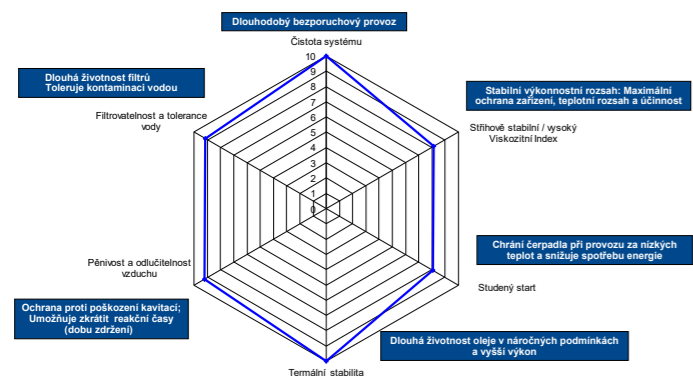 Dlouhodobý bezporuchový provoz
Čistota systému
Dlouhá životnost filtrů
Toleruje kontaminaci vodou
Filtrovatelnost a tolerance
vody
Stabilní výkonnostní rozsah: Maximální
ochrana zařízení, teplotní rozsah a účinnost
Střihově stabilní / vysoký
Viskozitní Index
10
9
8
7
6
5
4
3
2
1
0
Pěnivost a odlučitelnost
vzduchu
Ochrana proti poškození kavitací;
Umožňuje zkrátit reakční časy
(dobu zdržení)
Chrání čerpadla při provozu za nízkých
teplot a snižuje spotřebu energie
Studený start
Dlouhá životnost oleje v náročných podmínkách
a vyšší výkon
Termální stabilita